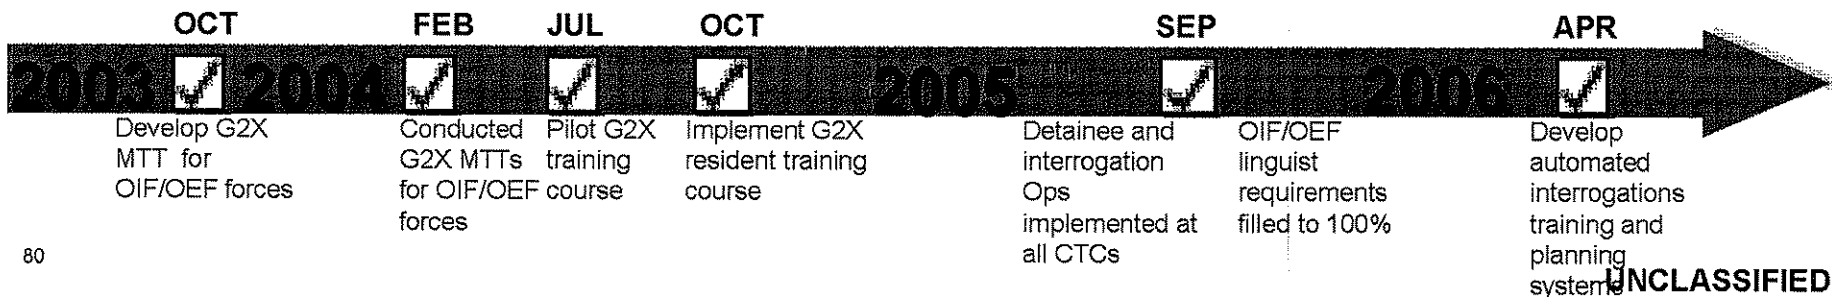 OCT FEB JUL OCT SEP APR
2003 2004 2005 2006
Develop G2X
MTT for
OIF/OEF forces
Conducted
G2X MTTs
for OIF/OEF
forces
Pilot G2X
training
course
Implement G2X
resident training
course
Detainee and
interrogation
Ops
implemented at
all CTCs
OIF/OEF
linguist
requirements
filled to 100%
Develop
automated
interrogations
training and
planning
systems
80
UNCLASSIFIED